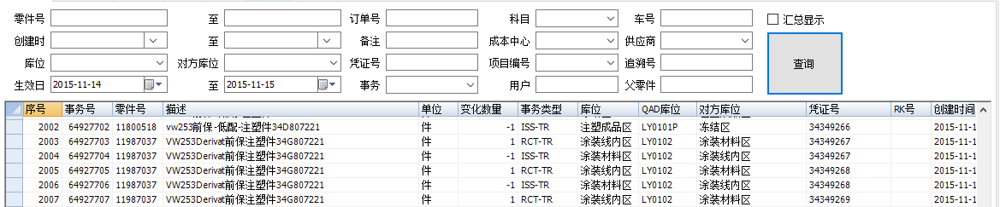 零件号 至 订单号 科目 车号 汇总显示
创建时 至 备注 成本中心 供应商
库位 对方库位 凭证号 项目编号 追溯号 查询
生效日 2015-11-14 至 2015-11-15 事务 用户 父零件
序号 事务号 零件号 描述 单位 变化数量 事务类型 库位 QAD库位 对方库位 凭证号 RK号 创建时间
2002 64927702 11800518 vw253前保-低配-注塑件34D807221 件 -1 ISS-TR 注塑成品区 LY0101P 冻结区 34349266 2015-11-1
2003 64927703 11987037 VW253Derivat前保注塑件34G807221 件 1 RCT-TR 涂装线内区 LY0102 涂装材料区 34349267 2015-11-1
2004 64927704 11987037 VW253Derivat前保注塑件34G807221 件 -1 ISS-TR 涂装材料区 LY0102 涂装线内区 34349267 2015-11-1
2005 64927705 11987037 VW253Derivat前保注塑件34G807221 件 1 RCT-TR 涂装线内区 LY0102 涂装材料区 34349268 2015-11-1
2006 64927706 11987037 VW253Derivat前保注塑件34G807221 件 -1 ISS-TR 涂装材料区 LY0102 涂装线内区 34349268 2015-11-1
2007 64927707 11987037 VW253Derivat前保注塑件34G807221 件 1 RCT-TR 涂装线内区 LY0102 涂装材料区 34349269 2015-11-1